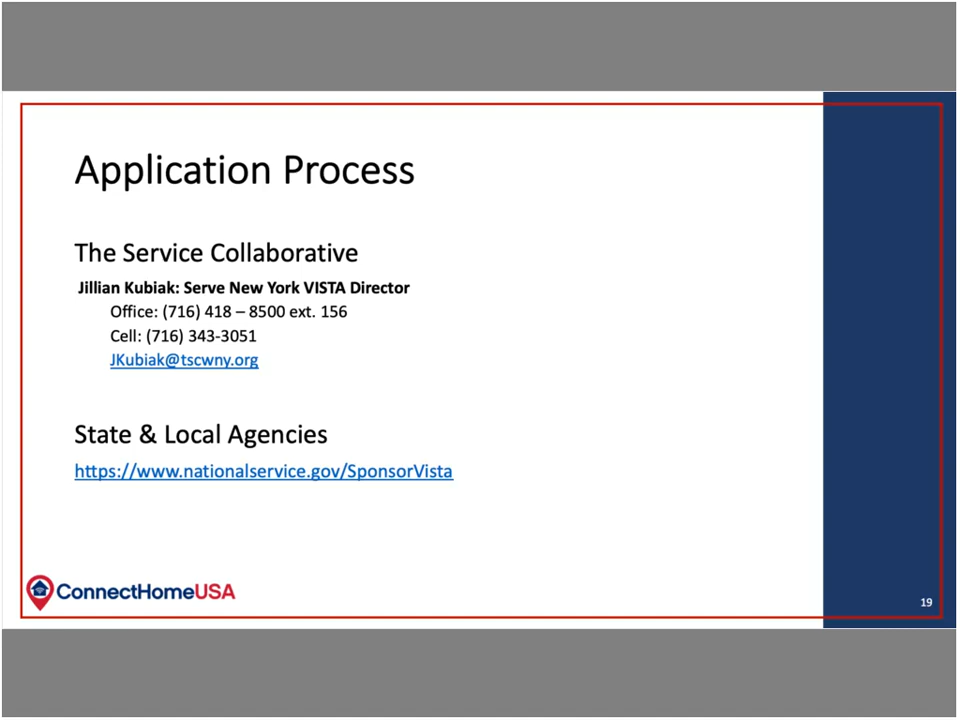 Application Process
The Service Collaborative
Jillian Kubiak: Serve New York VISTA Director
Office: (716) 418 – 8500 ext. 156
Cell: (716) 343-3051
JKubiak@tscwny.org
State & Local Agencies
https://www.nationalservice.gov/SponsorVista
ConnectHomeUSA
19